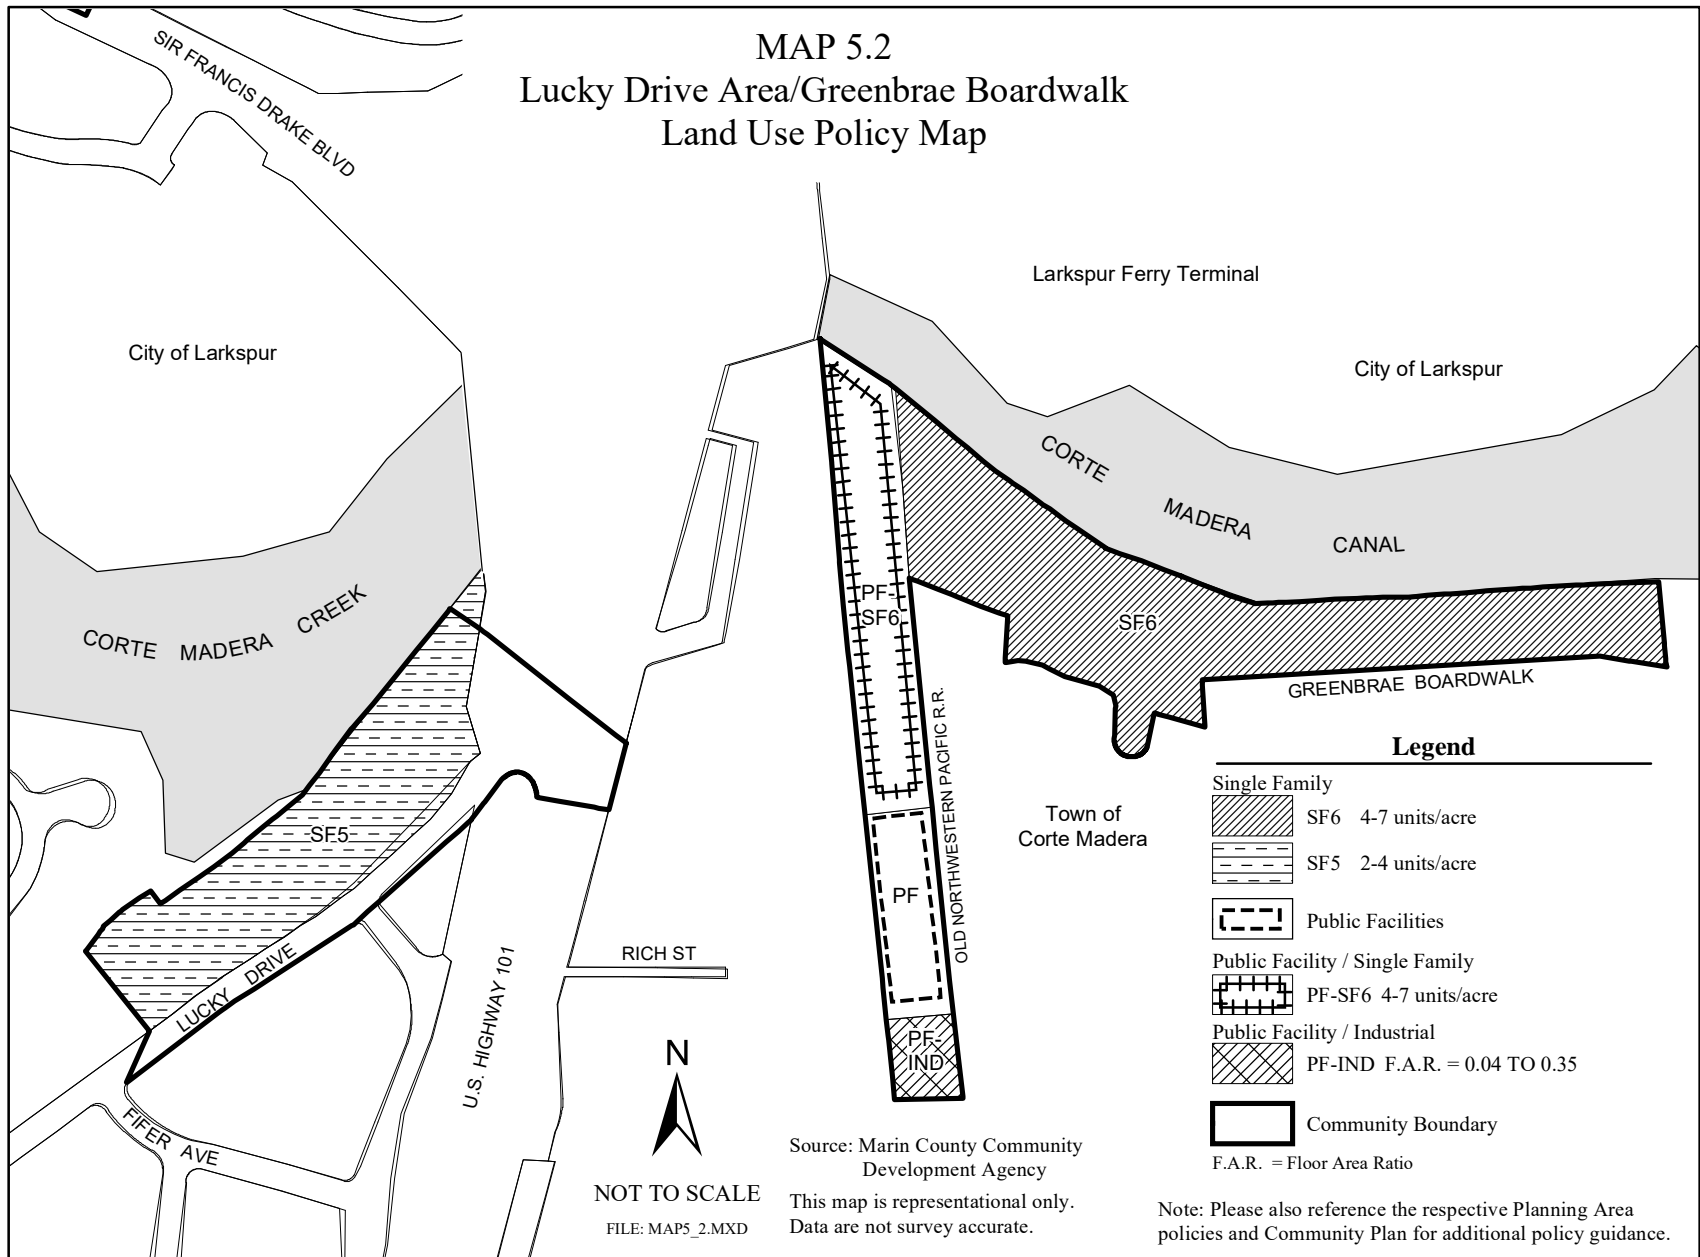 MAP 5.2
Lucky Drive Area/Greenbrae Boardwalk
Land Use Policy Map
SIR FRANCIS DRAKE BLVD
Larkspur Ferry Terminal
City of Larkspur
City of Larkspur
CORTE MADERA CANAL
CORTE MADERA CREEK
PF-
SF6
SF6
GREENBRAE BOARDWALK
SF5
Town of
Corte Madera
OLD NORTHWESTERN PACIFIC R.R.
PF
LUCKY DRIVE
RICH ST
U.S. HIGHWAY 101
PF-
IND
FIFER AVE
N
NOT TO SCALE
FILE: MAP5_2.MXD
Source: Marin County Community
Development Agency
This map is representational only.
Data are not survey accurate.
Legend
Single Family
SF6 4-7 units/acre
SF5 2-4 units/acre
Public Facilities
Public Facility / Single Family
PF-SF6 4-7 units/acre
Public Facility / Industrial
PF-IND F.A.R. = 0.04 TO 0.35
Community Boundary
F.A.R. = Floor Area Ratio
Note: Please also reference the respective Planning Area
policies and Community Plan for additional policy guidance.